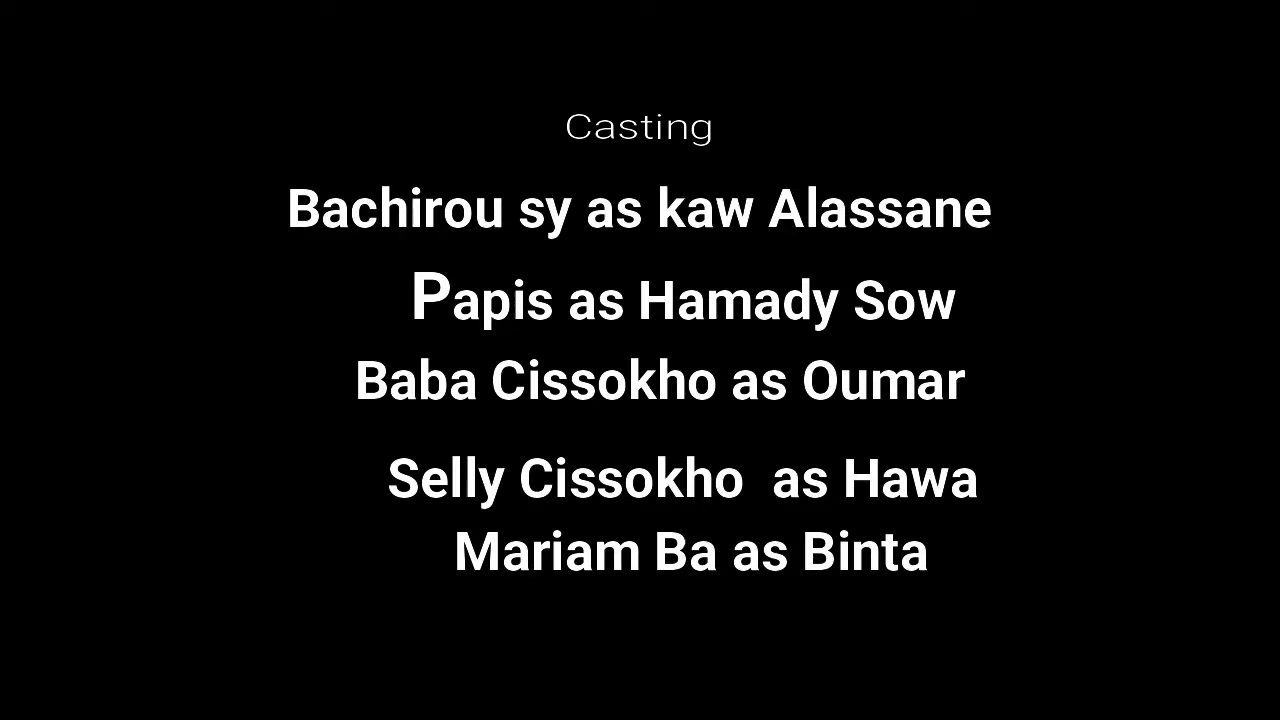 Casting
Bachirou sy as kaw Alassane
Papis as Hamady Sow
Baba Cissokho as Oumar
Selly Cissokho  as Hawa
Mariam Ba as Binta